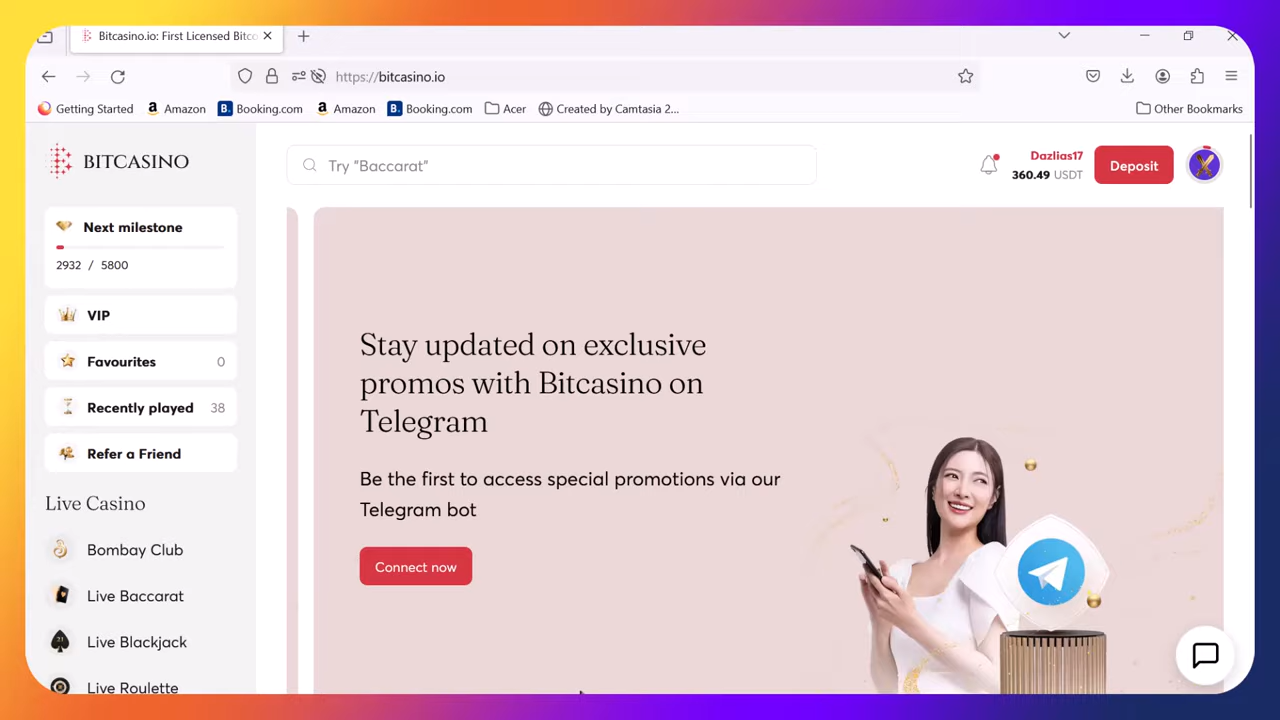 Bitcasino.io: First Licensed Bitco
https://bitcasino.io
Getting Started
Amazon
Booking.com
Amazon
Booking.com
Acer
Created by Camtasia 2...
Other Bookmarks
BITCASINO
Try "Baccarat"
Dazlias17
360.49 USDT
Deposit
Next milestone
2932 / 5800
VIP
Favourites 0
Recently played 38
Refer a Friend
Live Casino
Bombay Club
Live Baccarat
Live Blackjack
Live Roulette
Stay updated on exclusive
promos with Bitcasino on
Telegram
Be the first to access special promotions via our
Telegram bot
Connect now